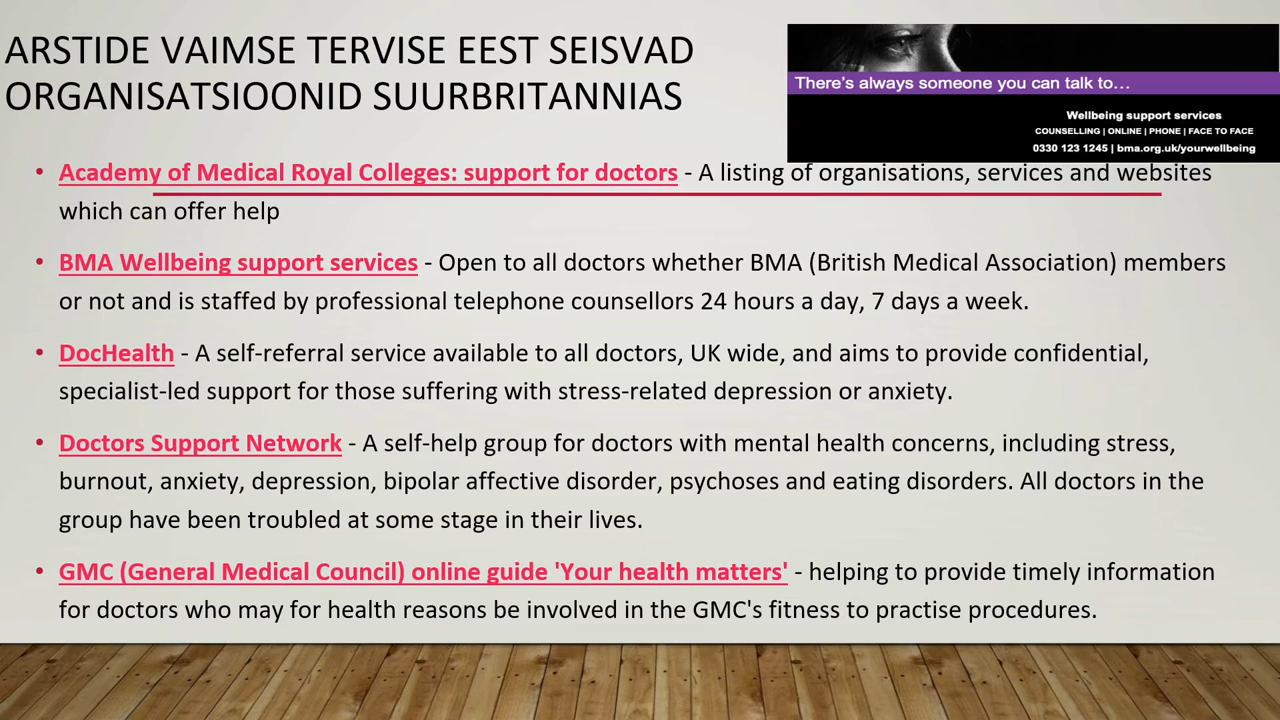 ARSTIDE VAIMSE TERVISE EEST SEISVAD
ORGANISATSIOONID SUURBRITANNIAS
There's always someone you can talk to...
Wellbeing support services
COUNSELLING | ONLINE | PHONE | FACE TO FACE
0330 123 1245 | bma.org.uk/yourwellbeing
• Academy of Medical Royal Colleges: support for doctors - A listing of organisations, services and websites
which can offer help
• BMA Wellbeing support services - Open to all doctors whether BMA (British Medical Association) members
or not and is staffed by professional telephone counsellors 24 hours a day, 7 days a week.
• DocHealth - A self-referral service available to all doctors, UK wide, and aims to provide confidential,
specialist-led support for those suffering with stress-related depression or anxiety.
• Doctors Support Network - A self-help group for doctors with mental health concerns, including stress,
burnout, anxiety, depression, bipolar affective disorder, psychoses and eating disorders. All doctors in the
group have been troubled at some stage in their lives.
• GMC (General Medical Council) online guide 'Your health matters' - helping to provide timely information
for doctors who may for health reasons be involved in the GMC's fitness to practise procedures.